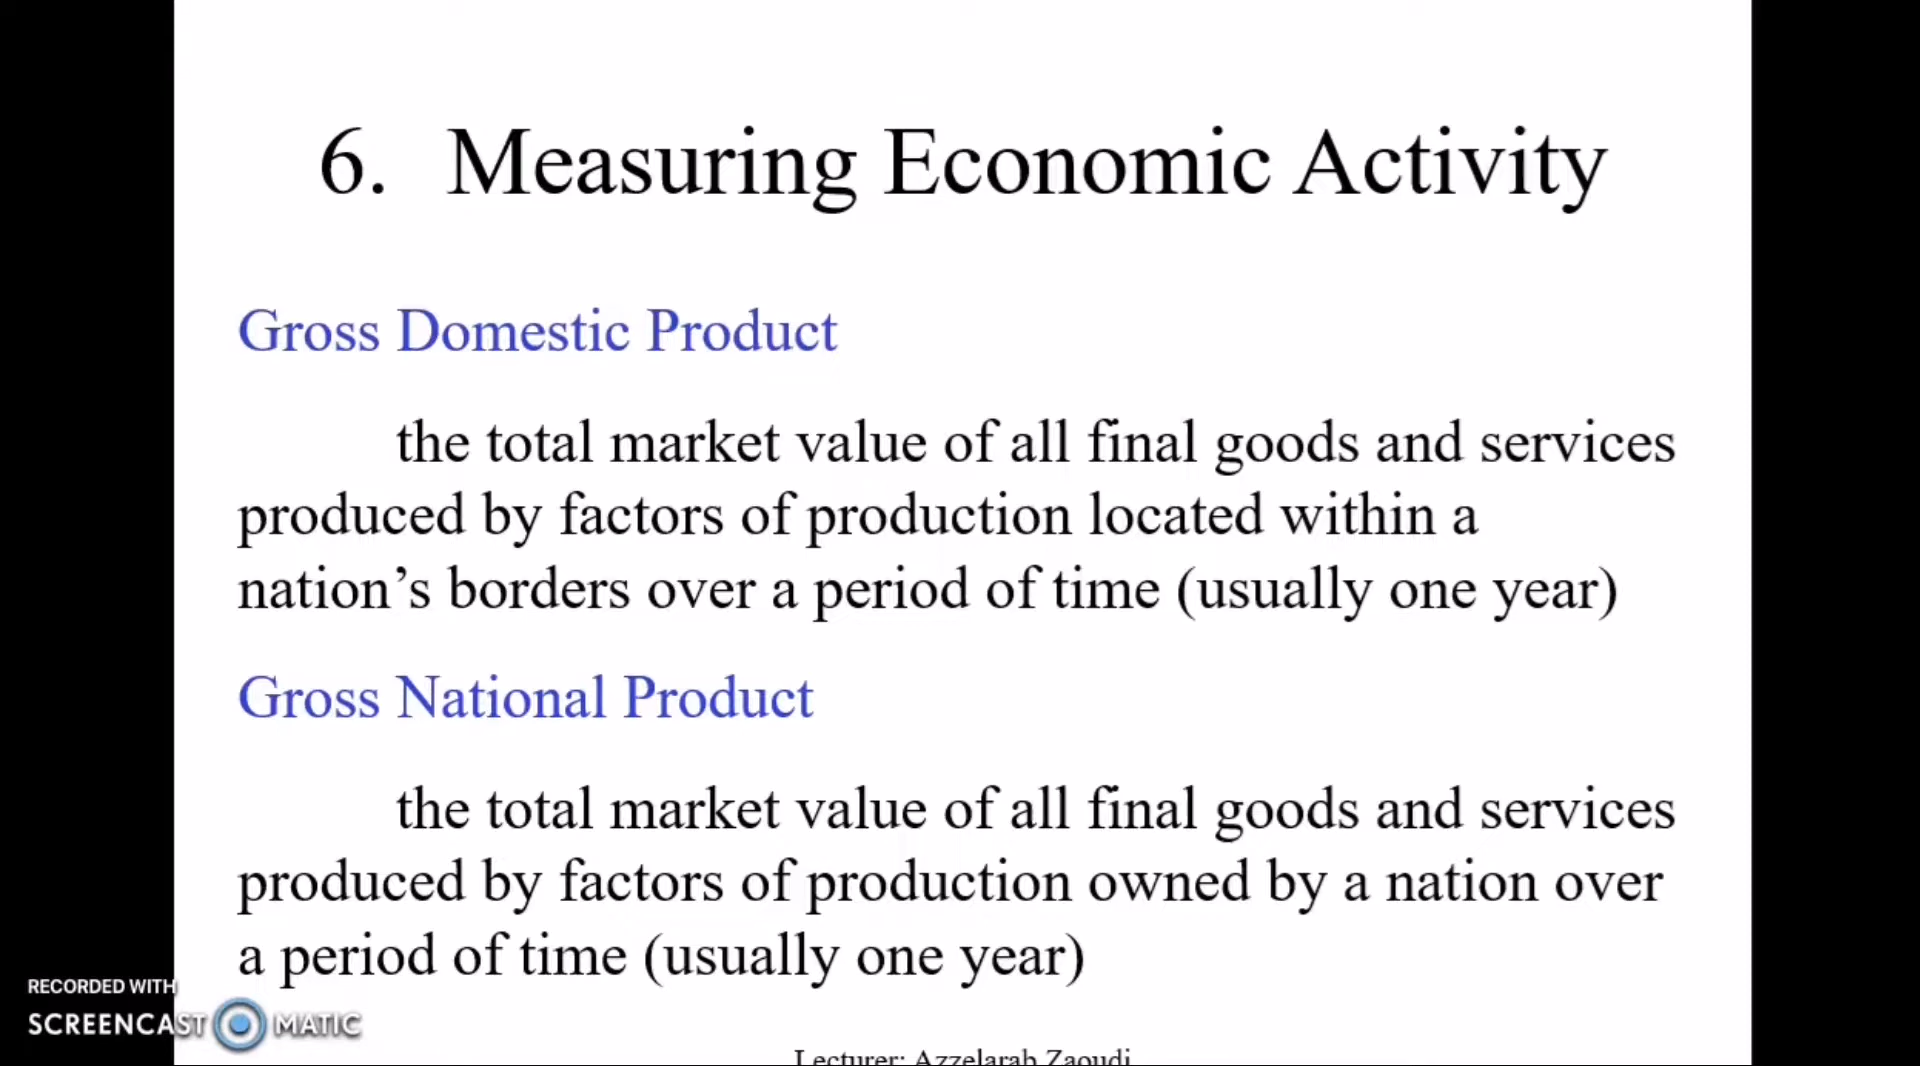 6. Measuring Economic Activity
Gross Domestic Product
the total market value of all final goods and services
produced by factors of production located within a
nation’s borders over a period of time (usually one year)
Gross National Product
the total market value of all final goods and services
produced by factors of production owned by a nation over
a period of time (usually one year)
RECORDED WITH
SCREENCAST MATIC
Lecturer: Azzelarab Zaoudi